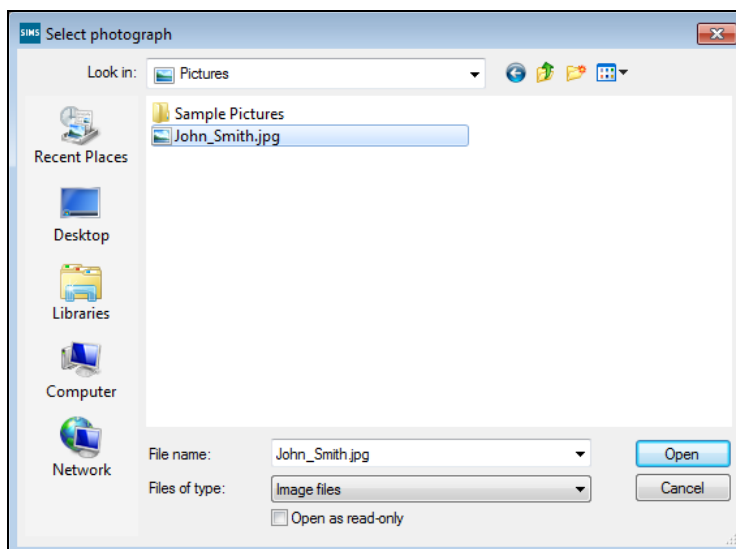 SIMS Select photograph
Look in: Pictures
Sample Pictures
John_Smith.jpg
Recent Places
Desktop
Libraries
Computer
Network
File name: John_Smith.jpg Open
Files of type: Image files Cancel
Open as read-only